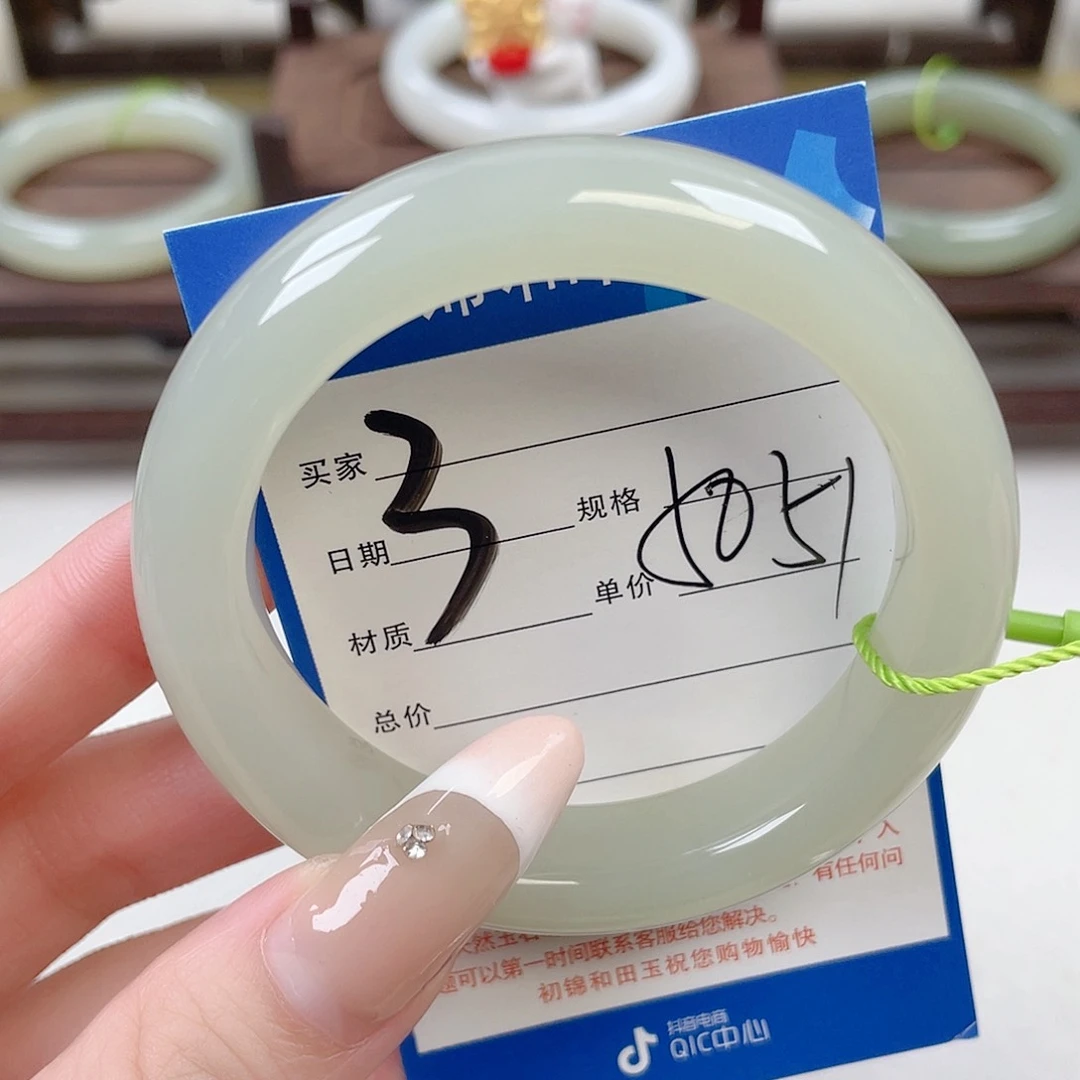 买家
3
规格
日期
单价
材质
总价
有任何问
题可以第一时间联系客服给您解决。
初锦和田玉祝您购物愉快
抖音电商
QIC中心